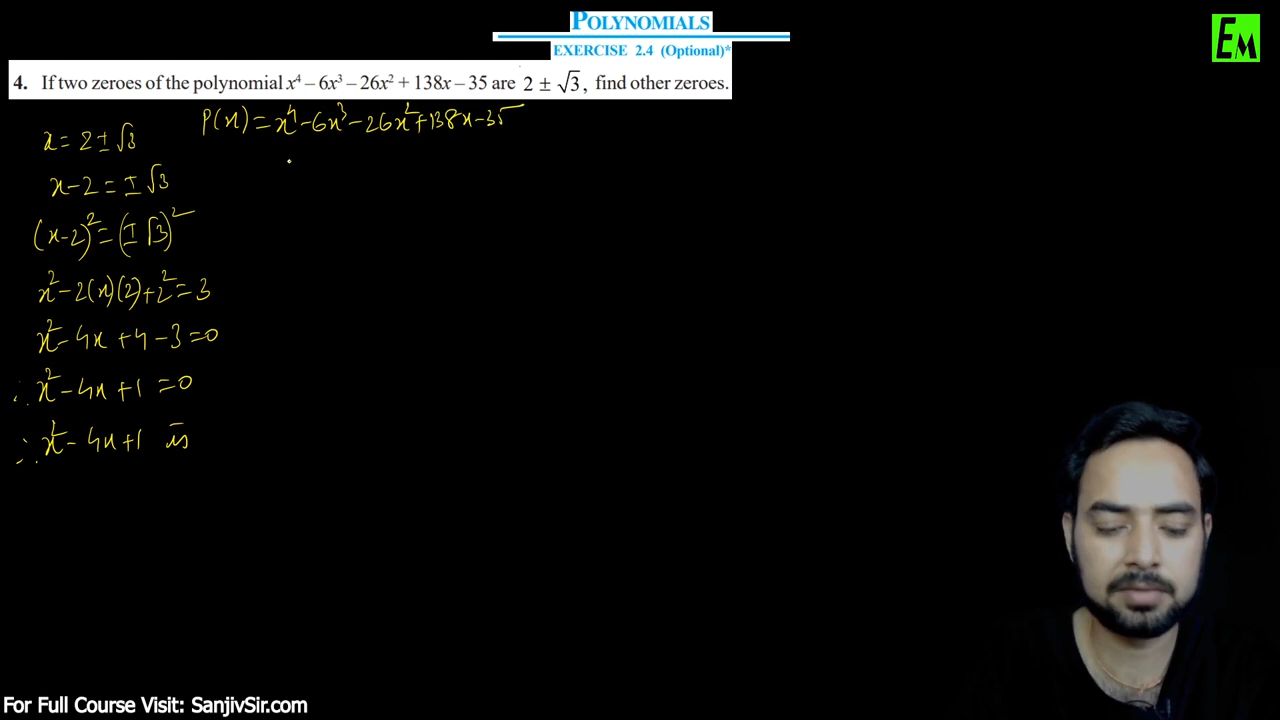 POLYNOMIALS
EM
EXERCISE 2.4 (Optional)*
4. If two zeroes of the polynomial x⁴ – 6x³ – 26x² + 138x – 35 are 2 ± √3, find other zeroes.
P(x) = x⁴ - 6x³ - 26x² + 138x - 35
x = 2 ± √3
x - 2 = ± √3
(x - 2)² = (± √3)²
x² - 2(x)(2) + 2² = 3
x² - 4x + 4 - 3 = 0
∴ x² - 4x + 1 = 0
∴ x² - 4x + 1 is
For Full Course Visit: SanjivSir.com